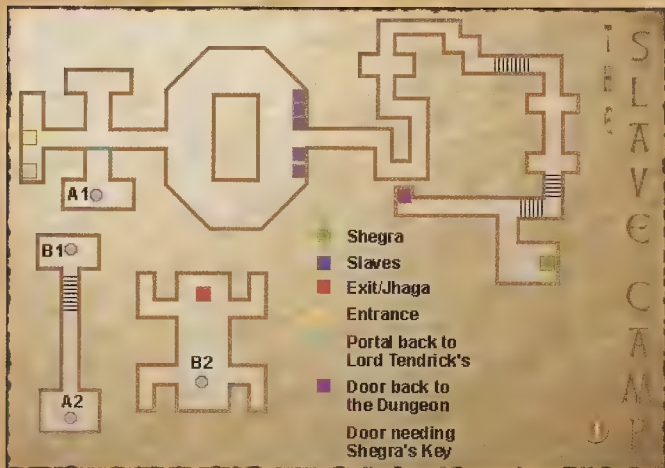 THE
SLAVE CAMP
A1
B1
A2
B2
Shegra
Slaves
Exit/Jhaga
Entrance
Portal back to
Lord Tendrick's
Door back to
the Dungeon
Door needing
Shegra's Key